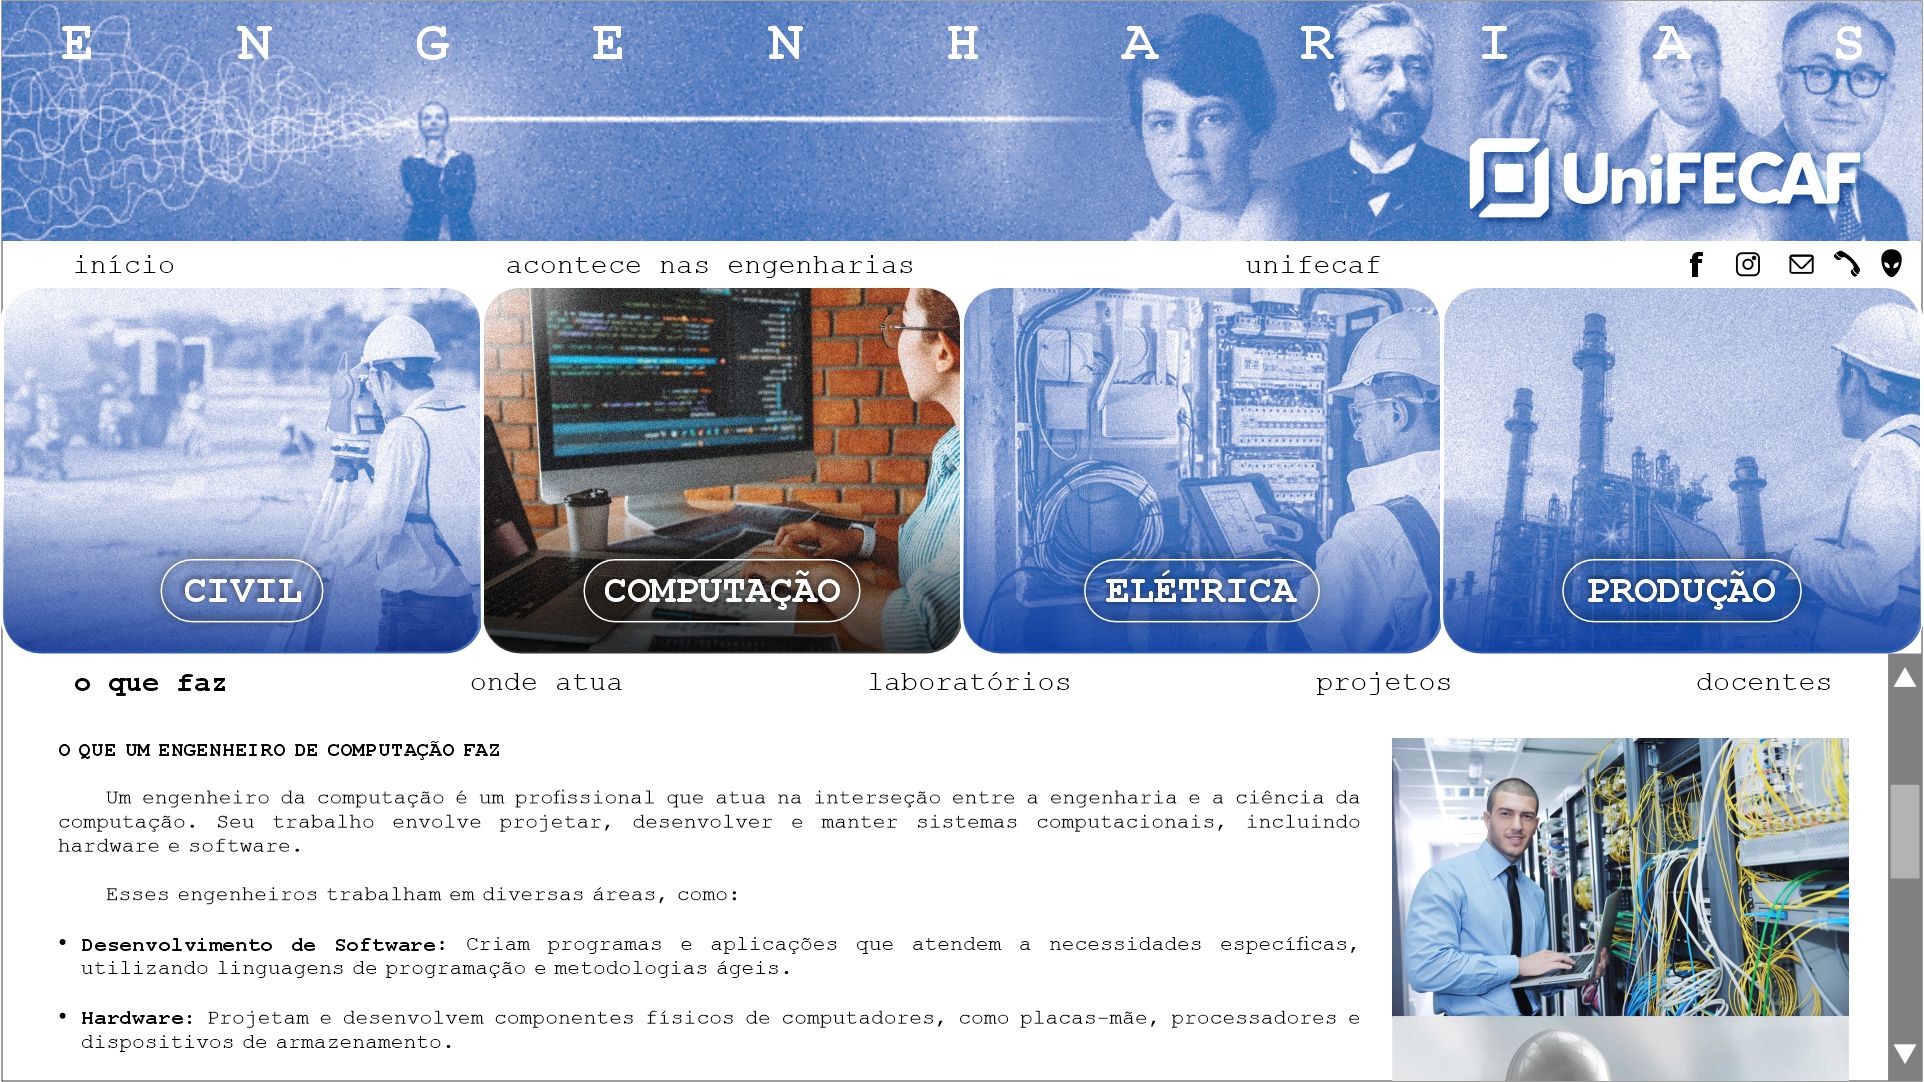 E N G E N H A R I A S
UniFECAF
início acontece nas engenharias unifecaf
CIVIL COMPUTAÇÃO ELÉTRICA PRODUÇÃO
o que faz onde atua laboratórios projetos docentes
O QUE UM ENGENHEIRO DE COMPUTAÇÃO FAZ
Um engenheiro da computação é um profissional que atua na interseção entre a engenharia e a ciência da
computação. Seu trabalho envolve projetar, desenvolver e manter sistemas computacionais, incluindo
hardware e software.
Esses engenheiros trabalham em diversas áreas, como:
• Desenvolvimento de Software: Criam programas e aplicações que atendem a necessidades específicas,
utilizando linguagens de programação e metodologias ágeis.
• Hardware: Projetam e desenvolvem componentes físicos de computadores, como placas-mãe, processadores e
dispositivos de armazenamento.